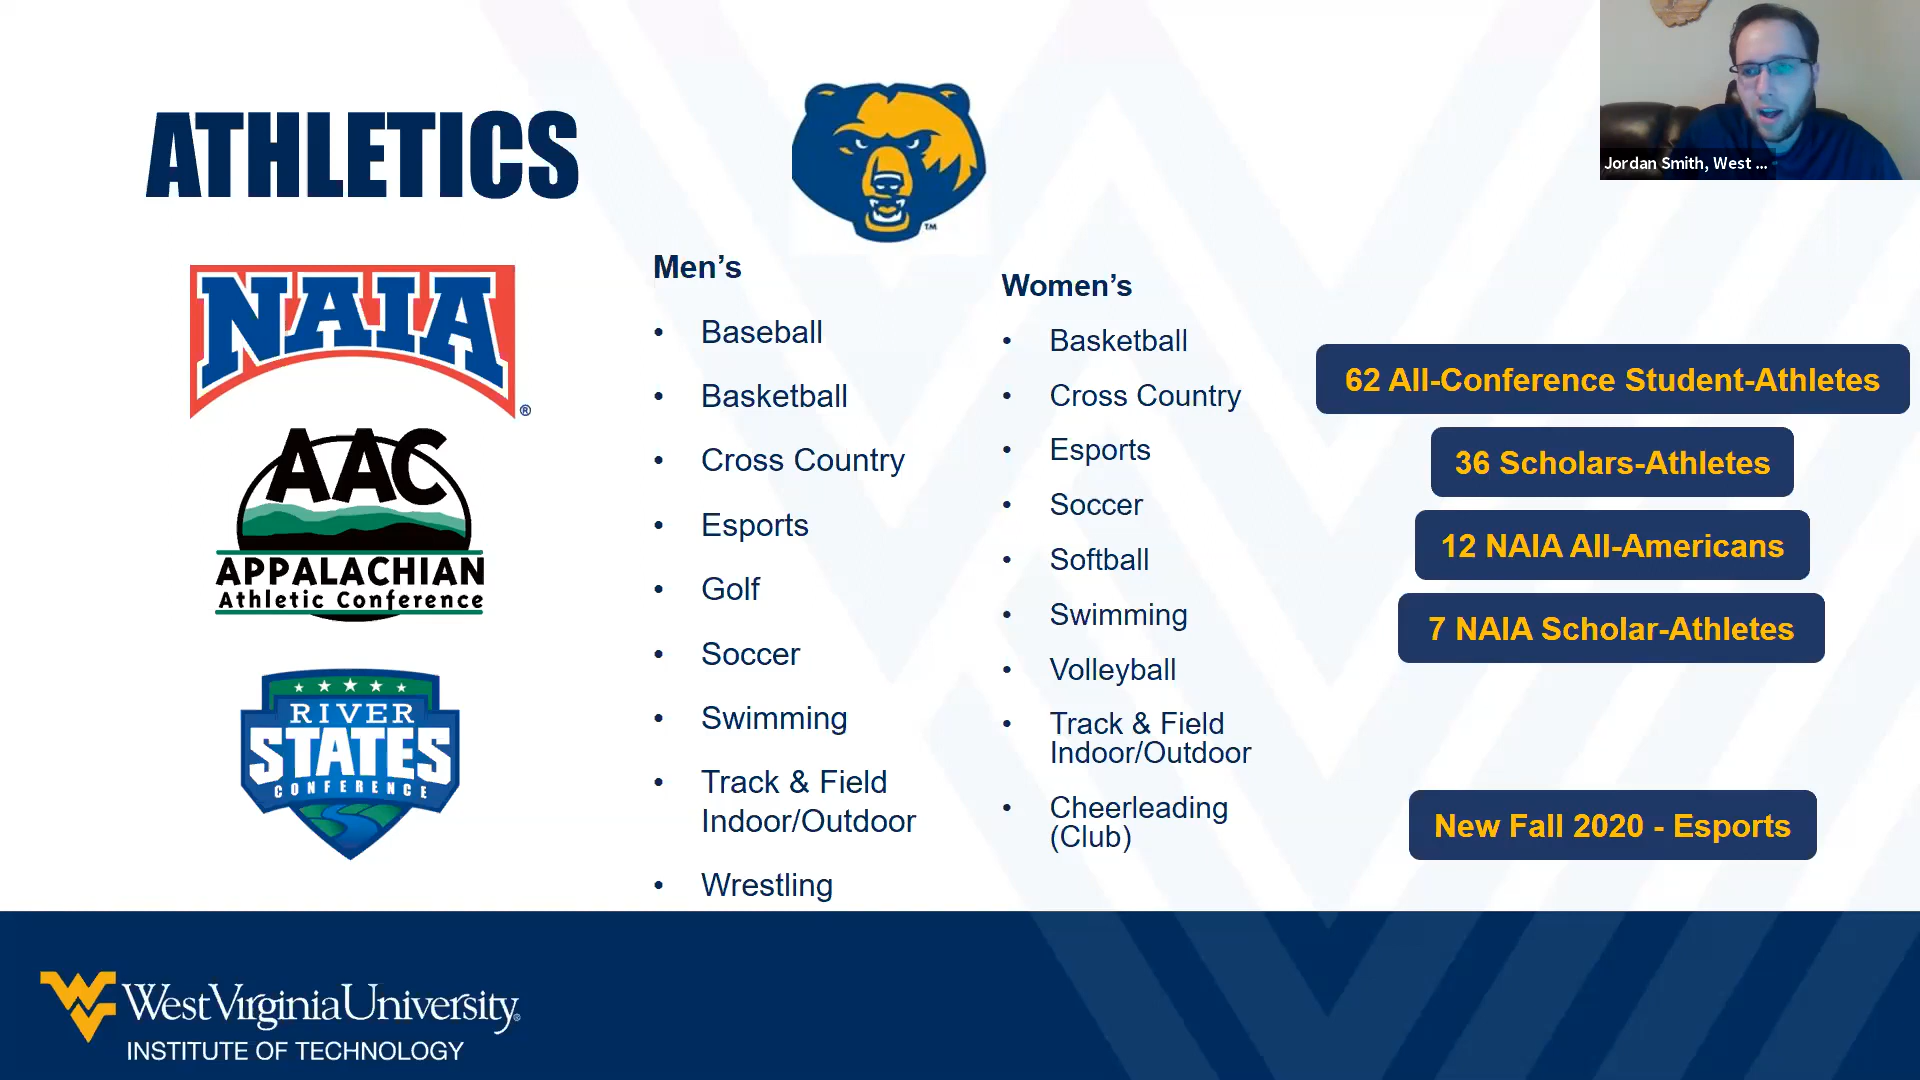 ATHLETICS
TM
Jordan Smith, West ...
NAIA
®
AAC
APPALACHIAN
Athletic Conference
RIVER
STATES
CONFERENCE
Men’s
• Baseball
• Basketball
• Cross Country
• Esports
• Golf
• Soccer
• Swimming
• Track & Field
Indoor/Outdoor
• Wrestling
Women’s
• Basketball
• Cross Country
• Esports
• Soccer
• Softball
• Swimming
• Volleyball
• Track & Field
Indoor/Outdoor
• Cheerleading
(Club)
62 All-Conference Student-Athletes
36 Scholars-Athletes
12 NAIA All-Americans
7 NAIA Scholar-Athletes
New Fall 2020 - Esports
WestVirginiaUniversity®
INSTITUTE OF TECHNOLOGY